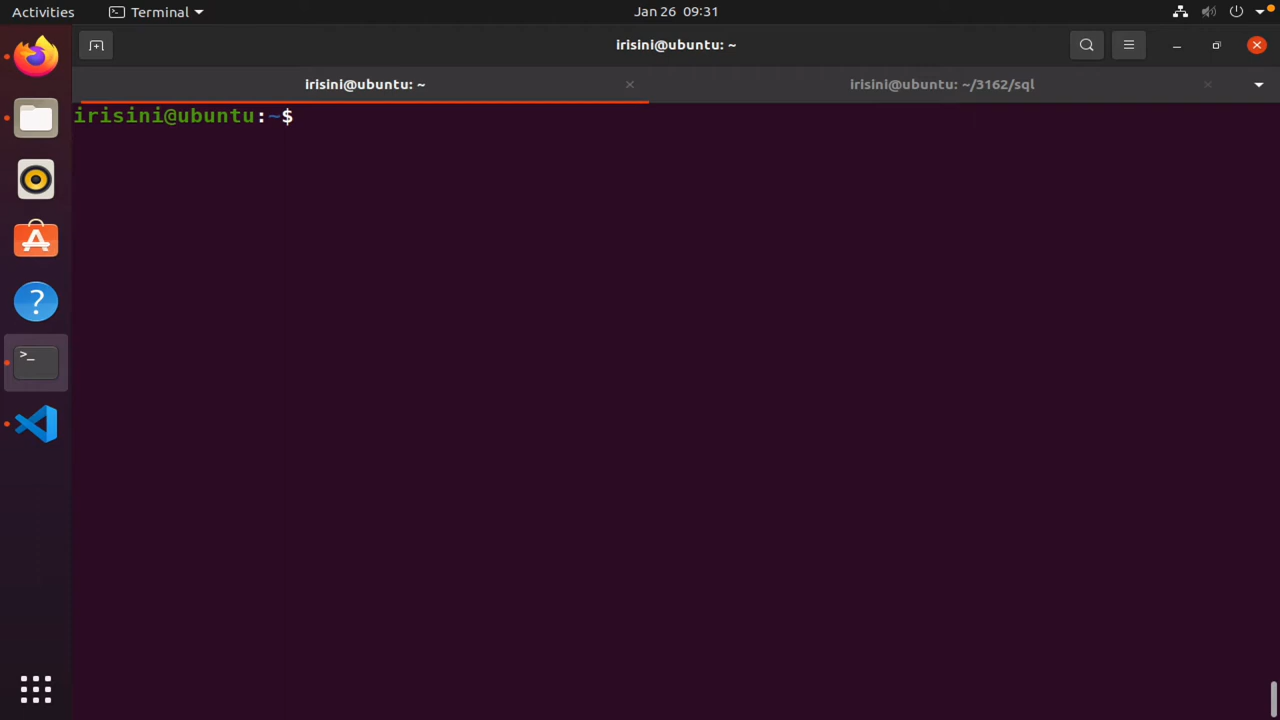 Activities Terminal Jan 26 09:31
irisini@ubuntu: ~
irisini@ubuntu: ~ irisini@ubuntu: ~/3162/sql
irisini@ubuntu:~$